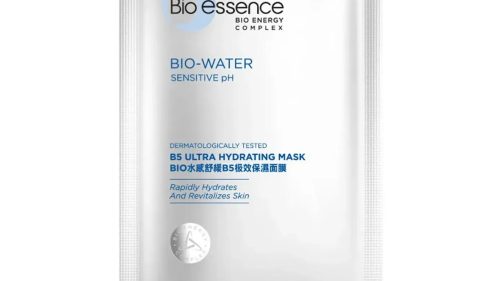 Bio essence
BIO ENERGY
COMPLEX
BIO-WATER
SENSITIVE pH
DERMATOLOGICALLY TESTED
B5 ULTRA HYDRATING MASK
BIO水感舒緩B5极效保濕面膜
Rapidly Hydrates
And Revitalizes Skin